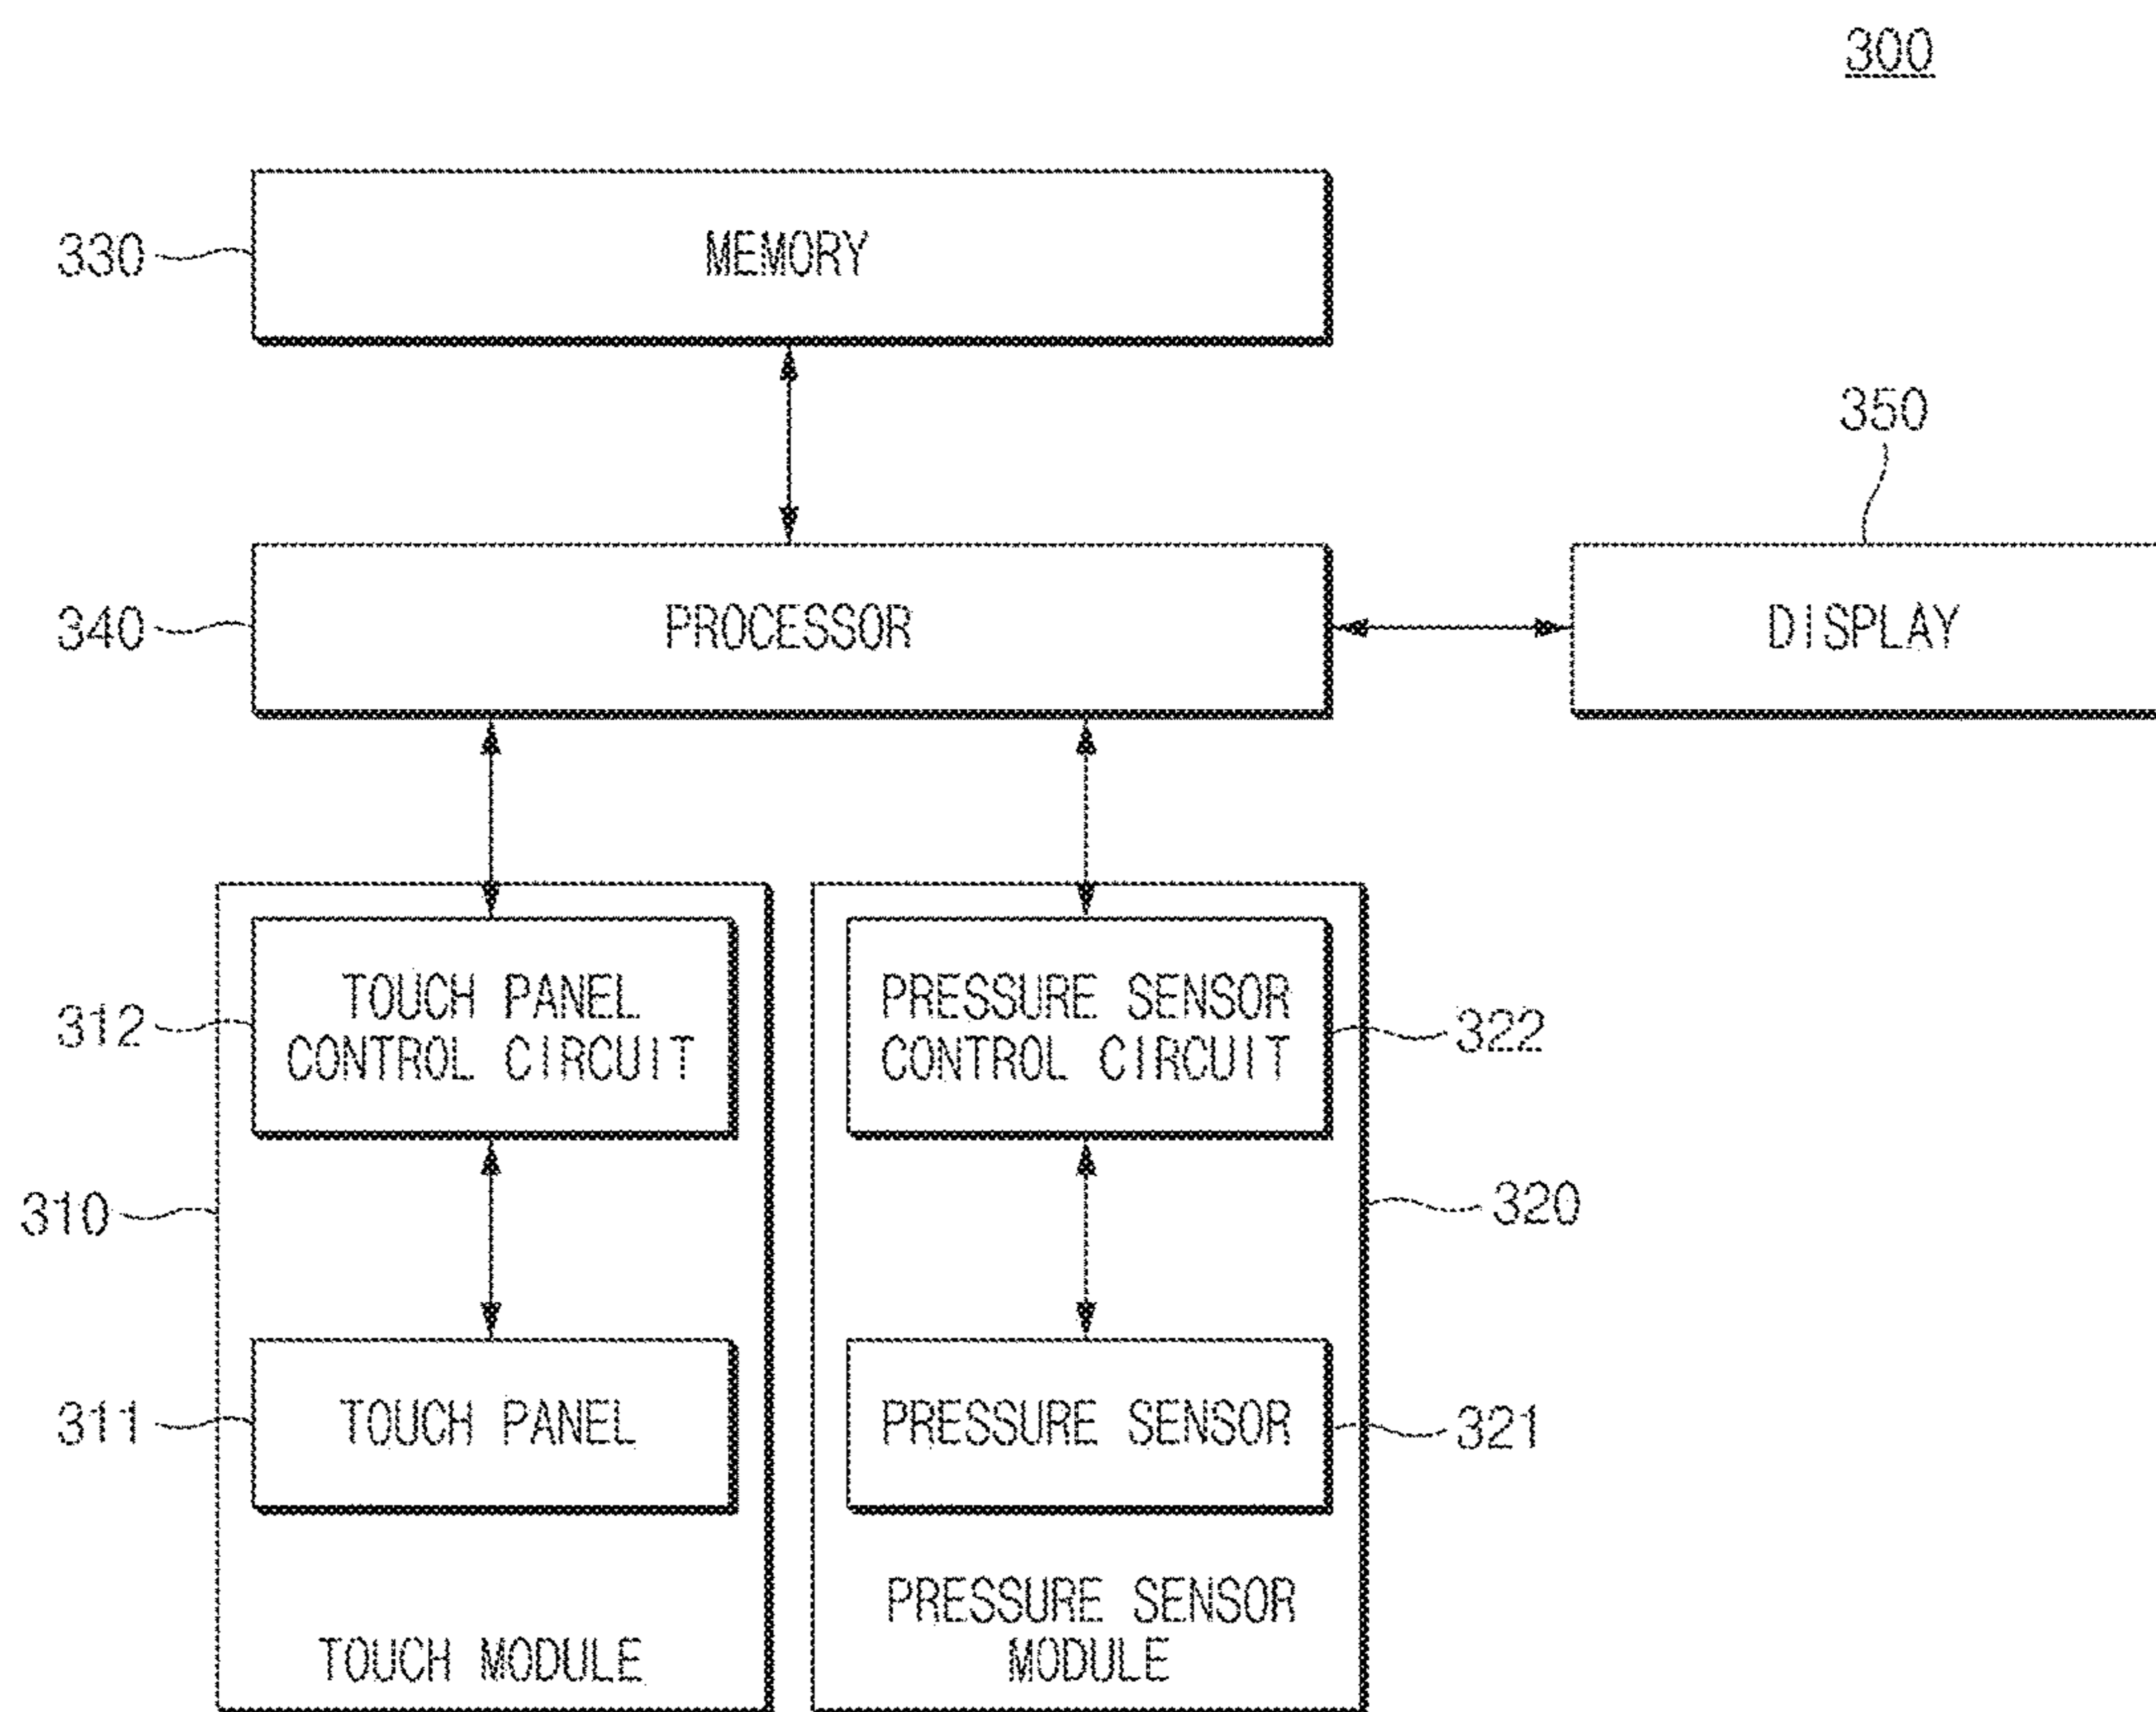 300
330
MEMORY
350
340
PROCESSOR
DISPLAY
312
TOUCH PANEL
CONTROL CIRCUIT
PRESSURE SENSOR
CONTROL CIRCUIT
322
310
320
311
TOUCH PANEL
PRESSURE SENSOR
321
TOUCH MODULE
PRESSURE SENSOR
MODULE